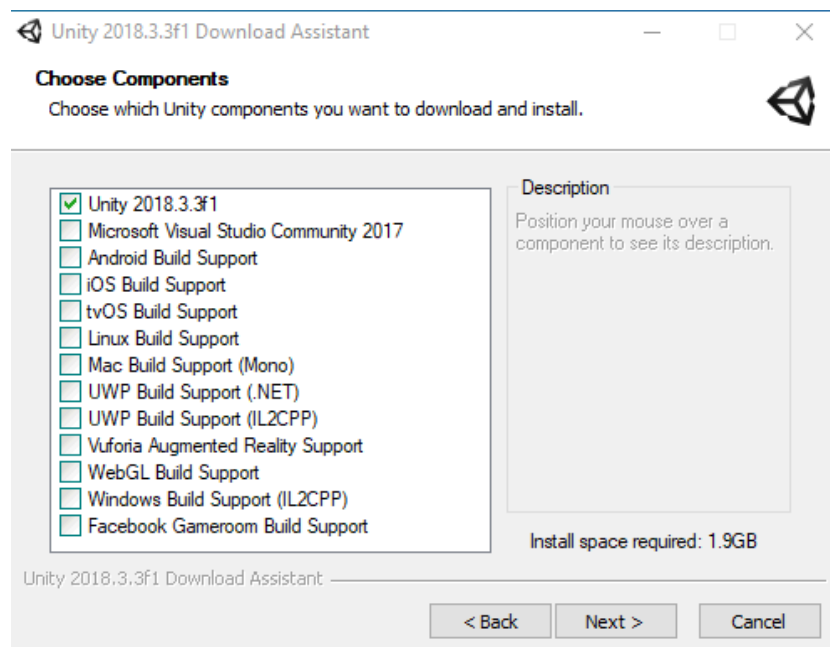 Unity 2018.3.3f1 Download Assistant
Choose Components
Choose which Unity components you want to download and install.
Unity 2018.3.3f1
Microsoft Visual Studio Community 2017
Android Build Support
iOS Build Support
tvOS Build Support
Linux Build Support
Mac Build Support (Mono)
UWP Build Support (.NET)
UWP Build Support (IL2CPP)
Vuforia Augmented Reality Support
WebGL Build Support
Windows Build Support (IL2CPP)
Facebook Gameroom Build Support
Description
Position your mouse over a
component to see its description.
Install space required: 1.9GB
Unity 2018.3.3f1 Download Assistant
< Back Next > Cancel